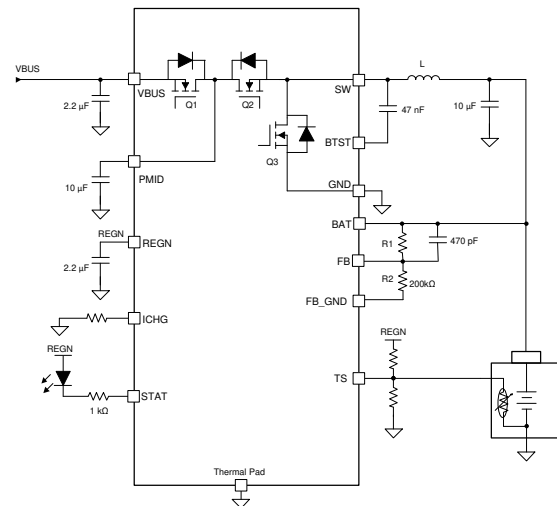 VBUS
2.2 µF
VBUS
Q1
Q2
SW
L
47 nF
10 µF
BTST
Q3
10 µF
PMID
GND
BAT
R1
470 pF
REGN
REGN
2.2 µF
FB
R2
200kΩ
FB_GND
ICHG
REGN
REGN
TS
STAT
1 kΩ
Thermal Pad